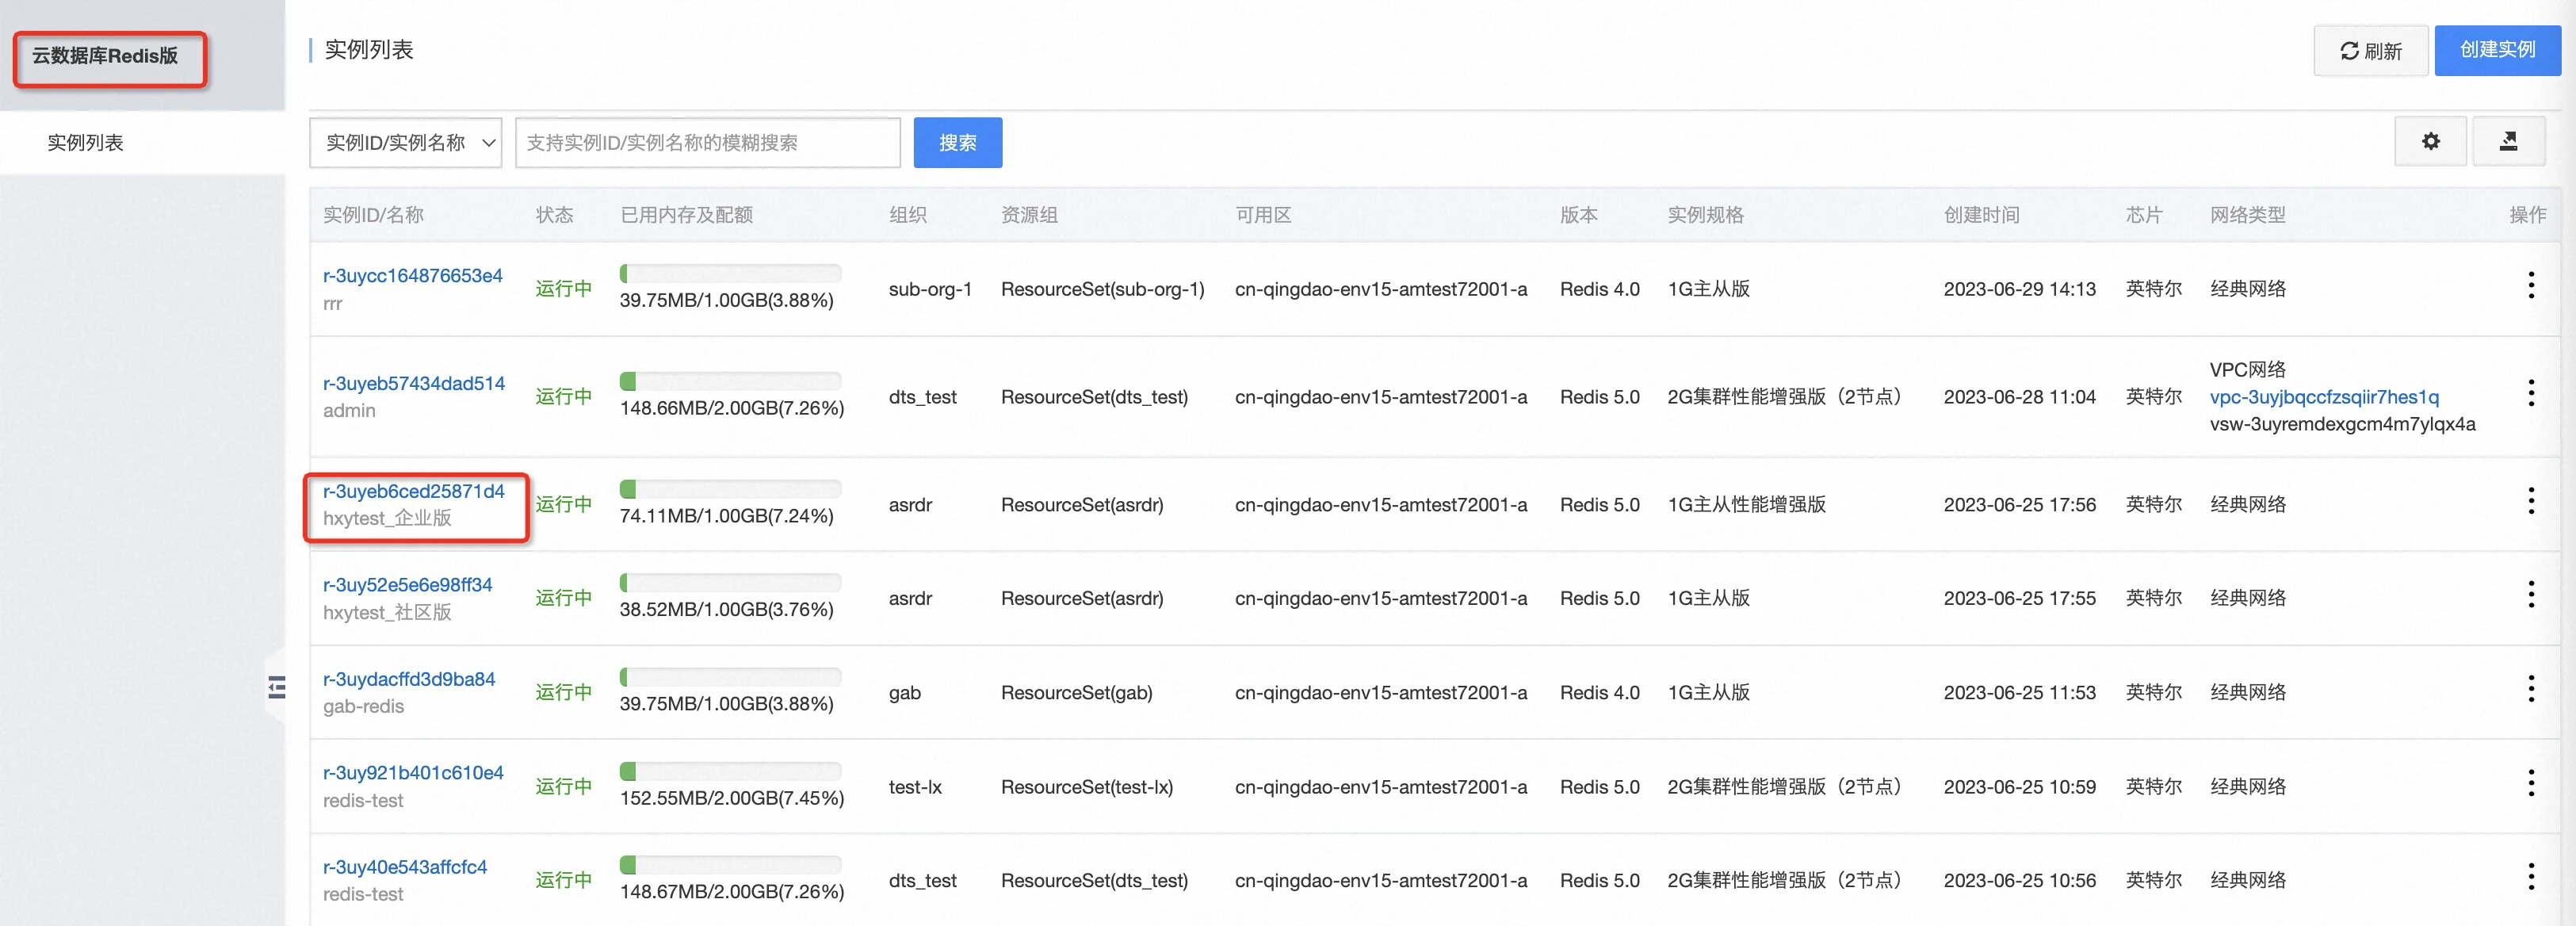 云数据库Redis版
实例列表
实例列表
刷新
创建实例
实例ID/实例名称
支持实例ID/实例名称的模糊搜索
搜索
实例ID/名称 状态 已用内存及配额 组织 资源组 可用区 版本 实例规格 创建时间 芯片 网络类型 操作
r-3uycc164876653e4
rrr
运行中
39.75MB/1.00GB(3.88%)
sub-org-1 ResourceSet(sub-org-1) cn-qingdao-env15-amtest72001-a Redis 4.0 1G主从版 2023-06-29 14:13 英特尔 经典网络
r-3uyeb57434dad514
admin
运行中
148.66MB/2.00GB(7.26%)
dts_test ResourceSet(dts_test) cn-qingdao-env15-amtest72001-a Redis 5.0 2G集群性能增强版（2节点） 2023-06-28 11:04 英特尔
VPC网络
vpc-3uyjbqccfzsqiir7hes1q
vsw-3uyremdexgcm4m7ylqx4a
r-3uyeb6ced25871d4
hxytest_企业版
运行中
74.11MB/1.00GB(7.24%)
asrdr ResourceSet(asrdr) cn-qingdao-env15-amtest72001-a Redis 5.0 1G主从性能增强版 2023-06-25 17:56 英特尔 经典网络
r-3uy52e5e6e98ff34
hxytest_社区版
运行中
38.52MB/1.00GB(3.76%)
asrdr ResourceSet(asrdr) cn-qingdao-env15-amtest72001-a Redis 5.0 1G主从版 2023-06-25 17:55 英特尔 经典网络
r-3uydacffd3d9ba84
gab-redis
运行中
39.75MB/1.00GB(3.88%)
gab ResourceSet(gab) cn-qingdao-env15-amtest72001-a Redis 4.0 1G主从版 2023-06-25 11:53 英特尔 经典网络
r-3uy921b401c610e4
redis-test
运行中
152.55MB/2.00GB(7.45%)
test-lx ResourceSet(test-lx) cn-qingdao-env15-amtest72001-a Redis 5.0 2G集群性能增强版（2节点） 2023-06-25 10:59 英特尔 经典网络
r-3uy40e543affcfc4
redis-test
运行中
148.67MB/2.00GB(7.26%)
dts_test ResourceSet(dts_test) cn-qingdao-env15-amtest72001-a Redis 5.0 2G集群性能增强版（2节点） 2023-06-25 10:56 英特尔 经典网络